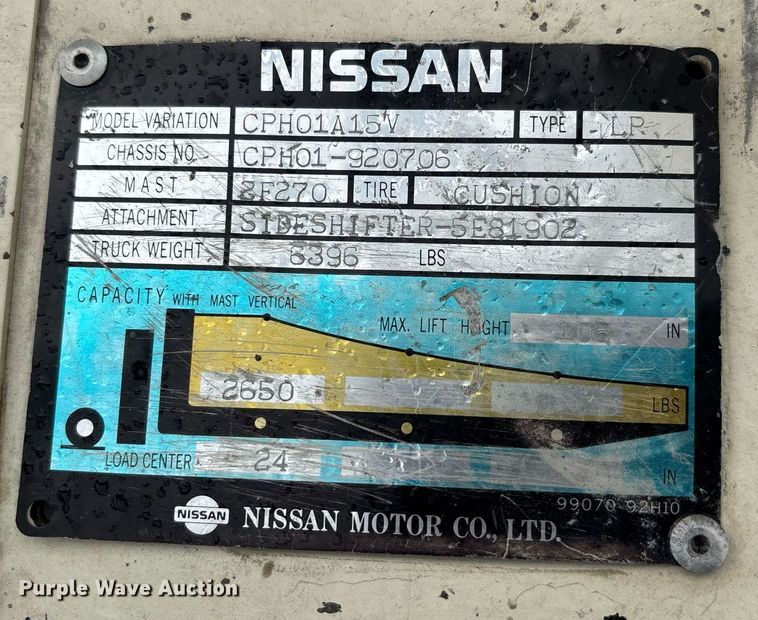 NISSAN
MODEL VARIATION CPH01A15V TYPE LP
CHASSIS NO. CPH01-920706
MAST 2F270 TIRE CUSHION
ATTACHMENT SIDESHIFTER-5E81902
TRUCK WEIGHT 6396 LBS
CAPACITY WITH MAST VERTICAL
MAX. LIFT HEIGHT 106 IN
2650 LBS
LOAD CENTER 24 IN
99070 92H10
NISSAN NISSAN MOTOR CO., LTD.
Purple Wave Auction